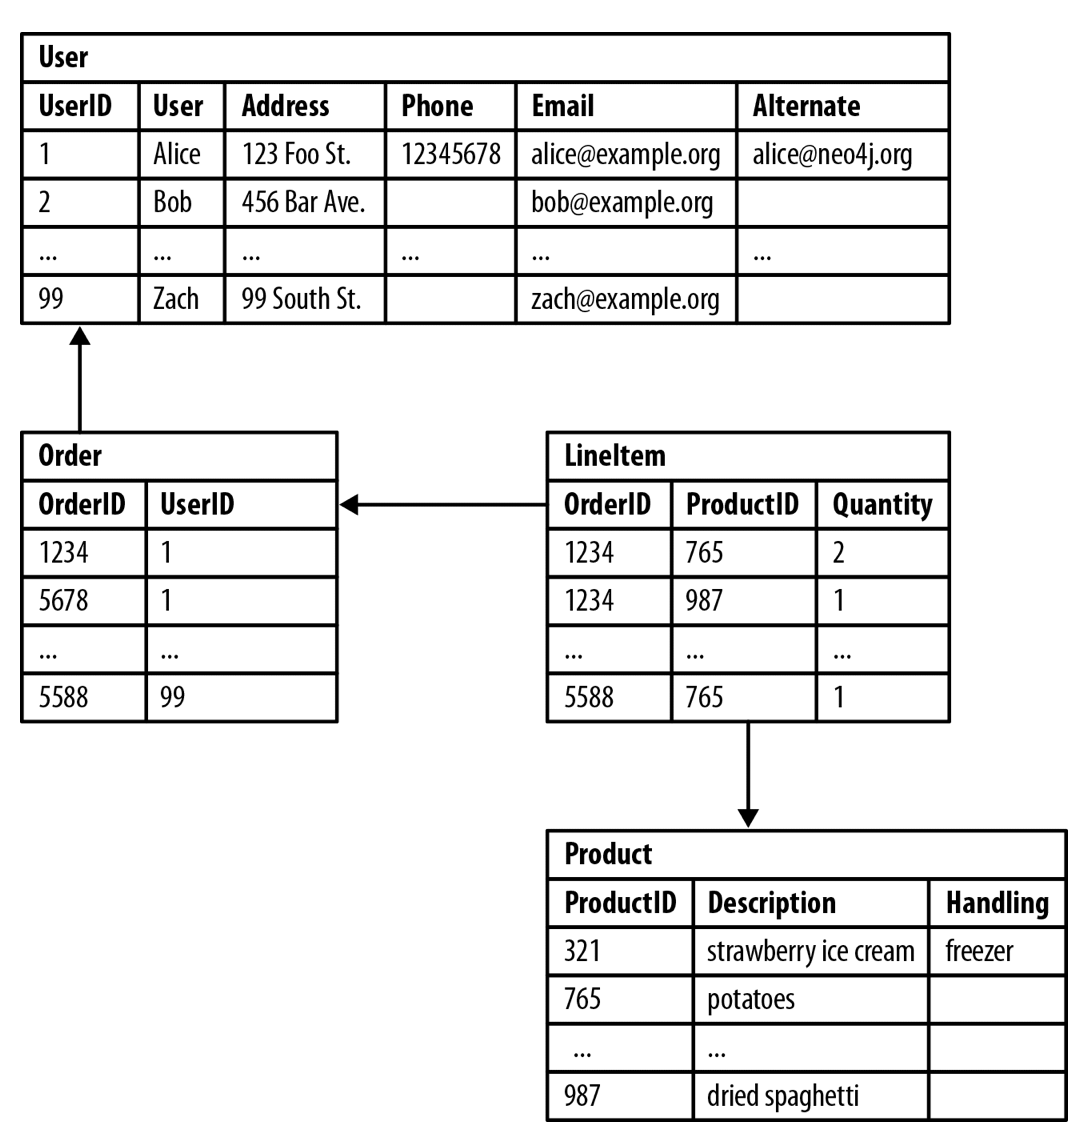 User
UserID User Address Phone Email Alternate
1 Alice 123 Foo St. 12345678 alice@example.org alice@neo4j.org
2 Bob 456 Bar Ave. bob@example.org
... ... ... ... ... ...
99 Zach 99 South St. zach@example.org
Order
OrderID UserID
1234 1
5678 1
... ...
5588 99
LineItem
OrderID ProductID Quantity
1234 765 2
1234 987 1
... ... ...
5588 765 1
Product
ProductID Description Handling
321 strawberry ice cream freezer
765 potatoes
... ...
987 dried spaghetti